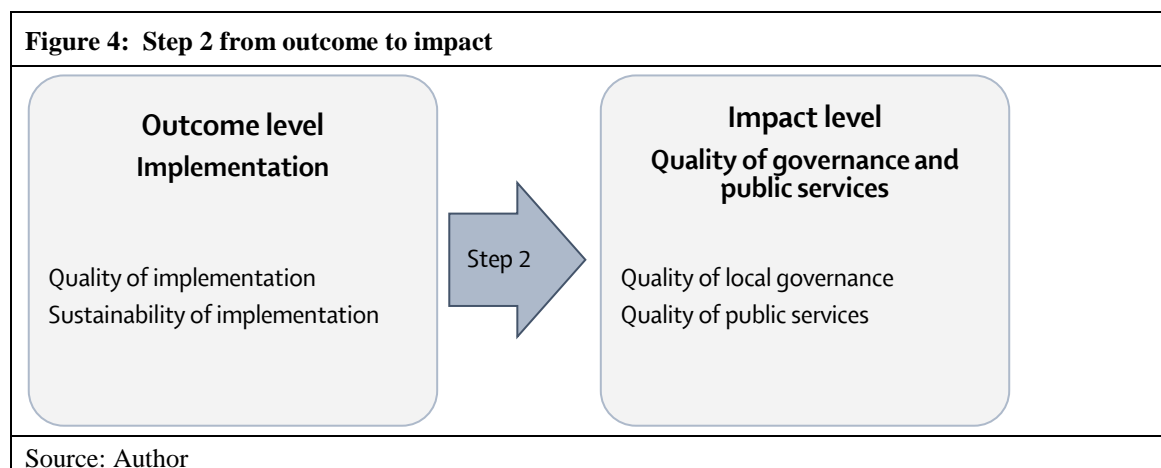 Figure 4: Step 2 from outcome to impact
Outcome level
Implementation
Quality of implementation
Sustainability of implementation
Step 2
Impact level
Quality of governance and
public services
Quality of local governance
Quality of public services
Source: Author